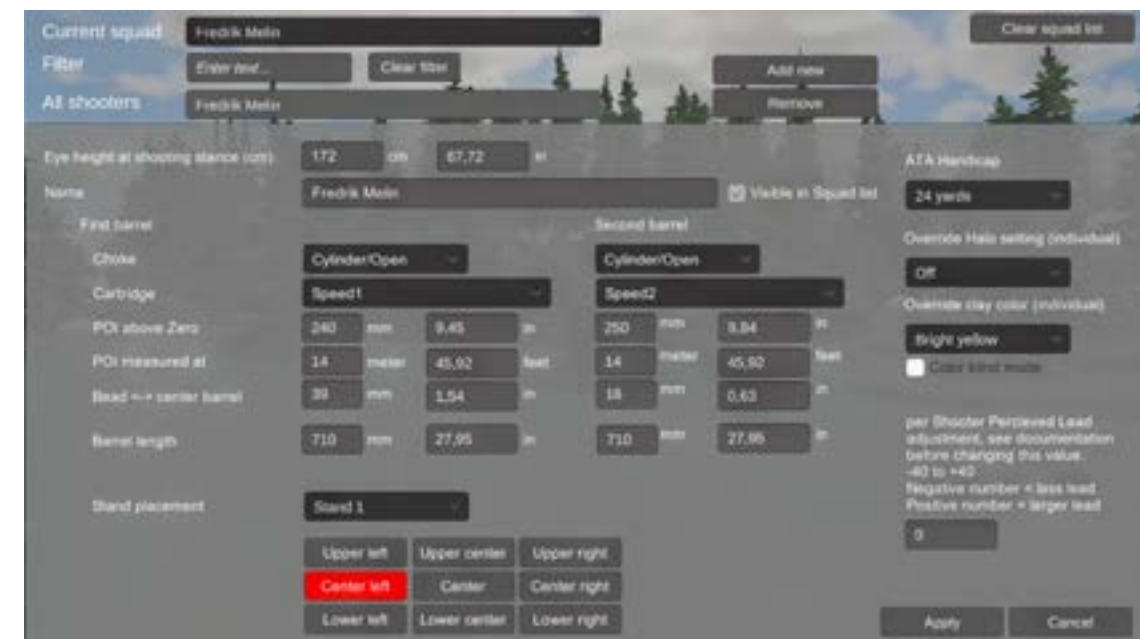 Current squad Fredrik Melin Clear squad list
Filter Enter text... Clear filter Add new
All shooters Fredrik Melin Remove
Eye height at shooting stance (cm) 172 cm 67,72 in
Name Fredrik Melin Visible in Squad list
ATA Handicap
24 yards
First barrel Second barrel
Override Halo setting (individual)
Choke Cylinder/Open Cylinder/Open
Off
Cartridge Speed1 Speed2
Override clay color (individual)
POI above Zero 240 mm 9,45 in 250 mm 9,84 in
Bright yellow
POI measured at 14 meter 45,92 feet 14 meter 45,92 feet
Color blind mode
Bead <-> center barrel 39 mm 1,54 in 16 mm 0,63 in
Barrel length 710 mm 27,95 in 710 mm 27,95 in
per Shooter Percieved Lead
adjustment, see documentation
before changing this value.
-40 to +40
Negative number = less lead
Positive number = larger lead
0
Stand placement Stand 1
Upper left Upper center Upper right
Center left Center Center right
Lower left Lower center Lower right
Apply Cancel